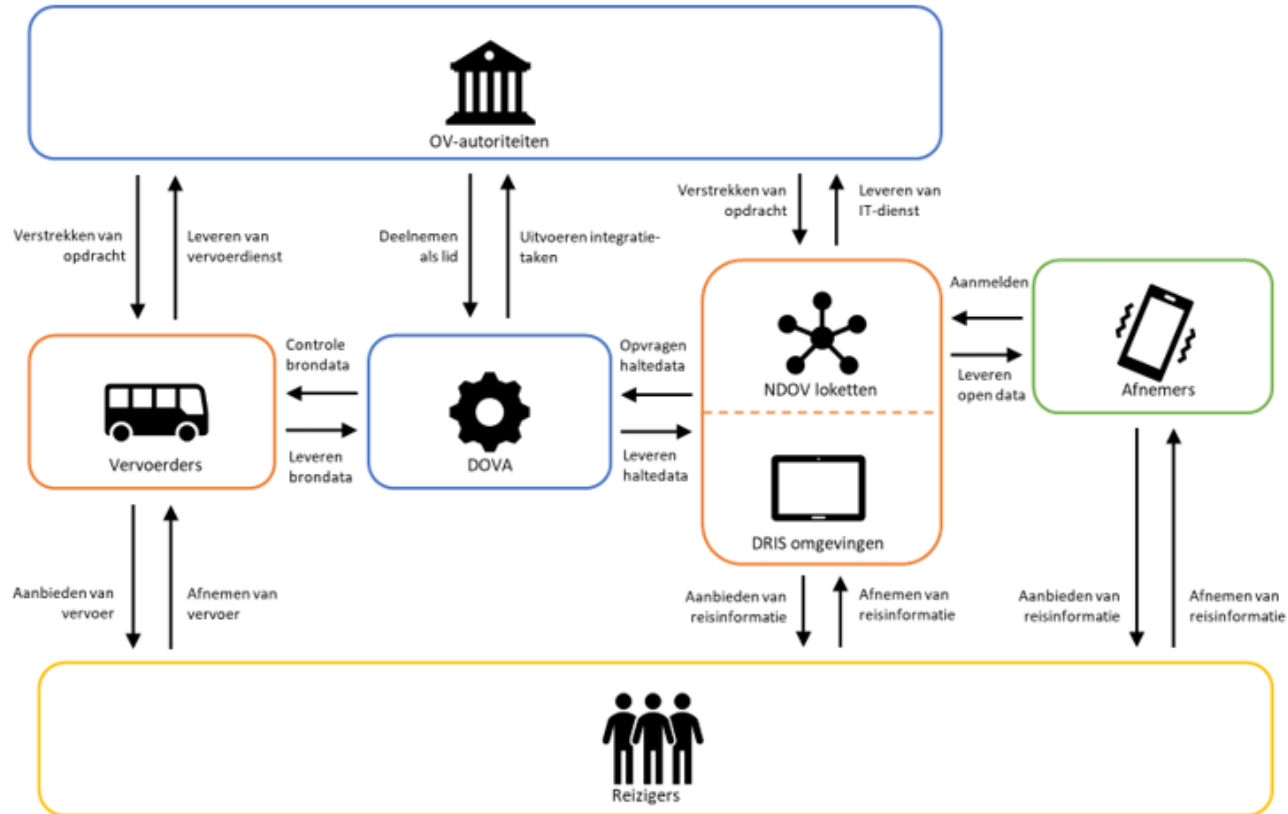 OV-autoriteiten
Verstrekken van
opdracht
Leveren van
vervoerdienst
Deelnemen
als lid
Uitvoeren integratie-
taken
Verstrekken van
opdracht
Leveren van
IT-dienst
Controle
brondata
Leveren
brondata
Opvragen
haltedata
Leveren
haltedata
Aanmelden
Leveren
open data
Vervoerders
DOVA
NDOV loketten
DRIS omgevingen
Afnemers
Aanbieden van
vervoer
Afnemen van
vervoer
Aanbieden van
reisinformatie
Afnemen van
reisinformatie
Aanbieden van
reisinformatie
Afnemen van
reisinformatie
Reizigers